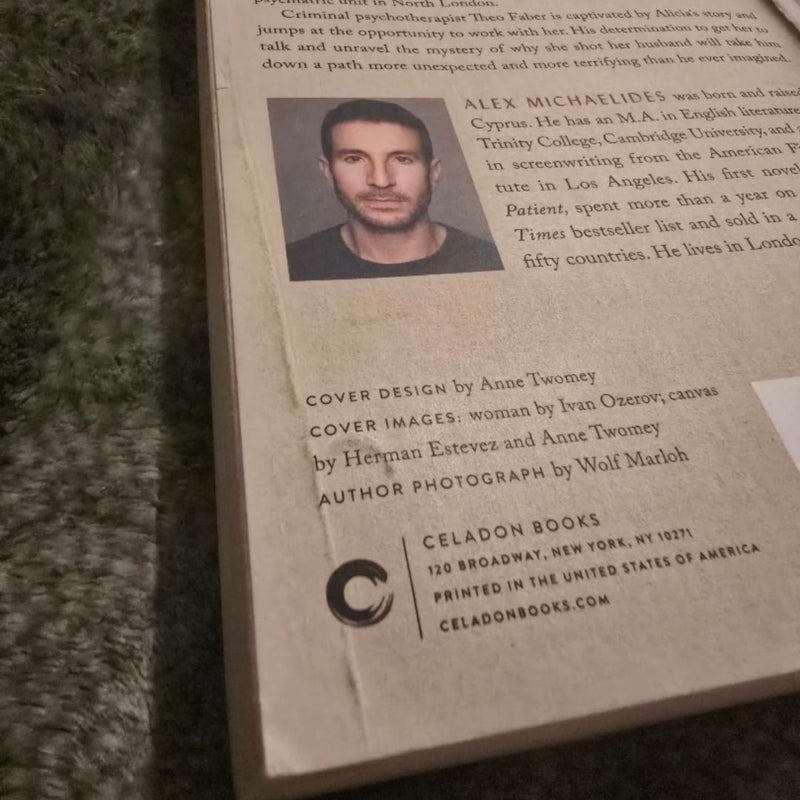 psychiatric unit in North London.
Criminal psychotherapist Theo Faber is captivated by Alicia's story and
jumps at the opportunity to work with her. His determination to get her to
talk and unravel the mystery of why she shot her husband will take him
down a path more unexpected and more terrifying than he ever imagined.
ALEX MICHAELIDES was born and raised
Cyprus. He has an M.A. in English literature
Trinity College, Cambridge University, and
in screenwriting from the American
tute in Los Angeles. His first novel
Patient, spent more than a year on
Times bestseller list and sold in a
fifty countries. He lives in Londo
COVER DESIGN by Anne Twomey
COVER IMAGES: woman by Ivan Ozerov; canvas
by Herman Estevez and Anne Twomey
AUTHOR PHOTOGRAPH by Wolf Marloh
CELADON BOOKS
120 BROADWAY, NEW YORK, NY 10271
PRINTED IN THE UNITED STATES OF AMERICA
CELADONBOOKS.COM